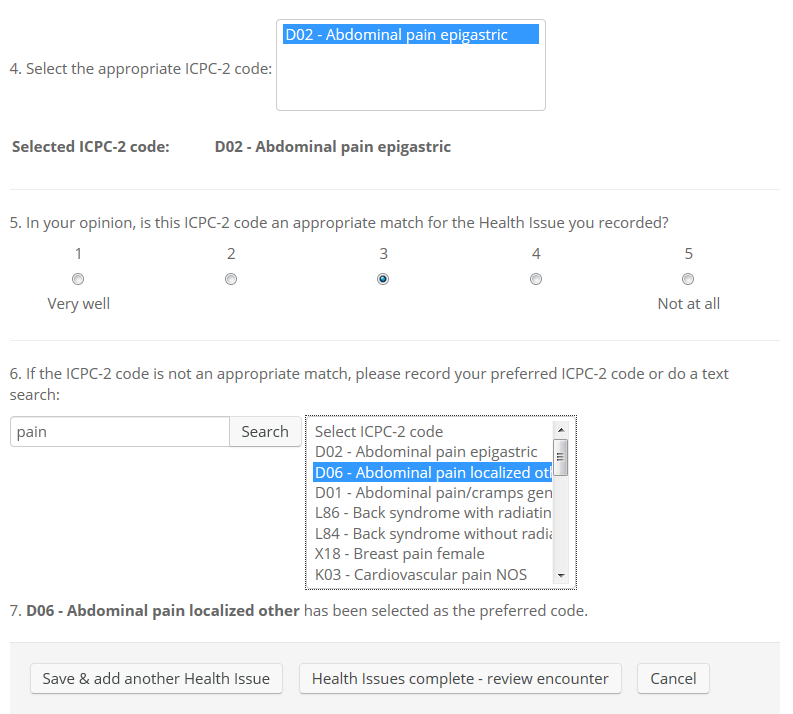 D02 - Abdominal pain epigastric
4. Select the appropriate ICPC-2 code:
Selected ICPC-2 code: D02 - Abdominal pain epigastric
5. In your opinion, is this ICPC-2 code an appropriate match for the Health Issue you recorded?
1 2 3 4 5
Very well Not at all
6. If the ICPC-2 code is not an appropriate match, please record your preferred ICPC-2 code or do a text
search:
pain Search Select ICPC-2 code
D02 - Abdominal pain epigastric
D06 - Abdominal pain localized oth
D01 - Abdominal pain/cramps gen
L86 - Back syndrome with radiatin
L84 - Back syndrome without radia
X18 - Breast pain female
K03 - Cardiovascular pain NOS
7. D06 - Abdominal pain localized other has been selected as the preferred code.
Save & add another Health Issue Health Issues complete - review encounter Cancel